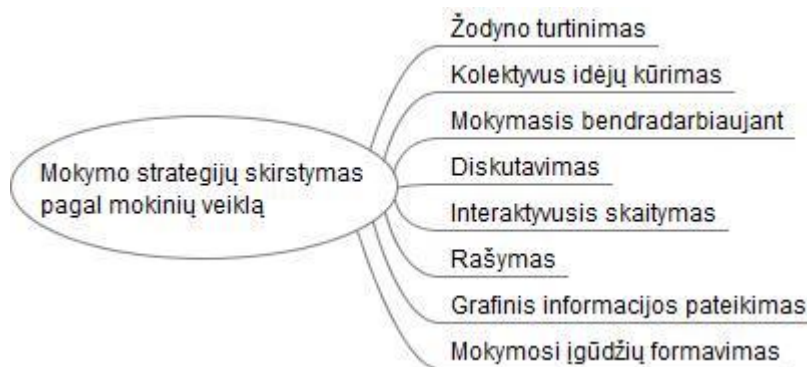 Mokymo strategijų skirstymas
pagal mokinių veiklą
Žodyno turtinimas
Kolektyvus idėjų kūrimas
Mokymasis bendradarbiaujant
Diskutavimas
Interaktyvusis skaitymas
Rašymas
Grafinis informacijos pateikimas
Mokymosi įgūdžių formavimas